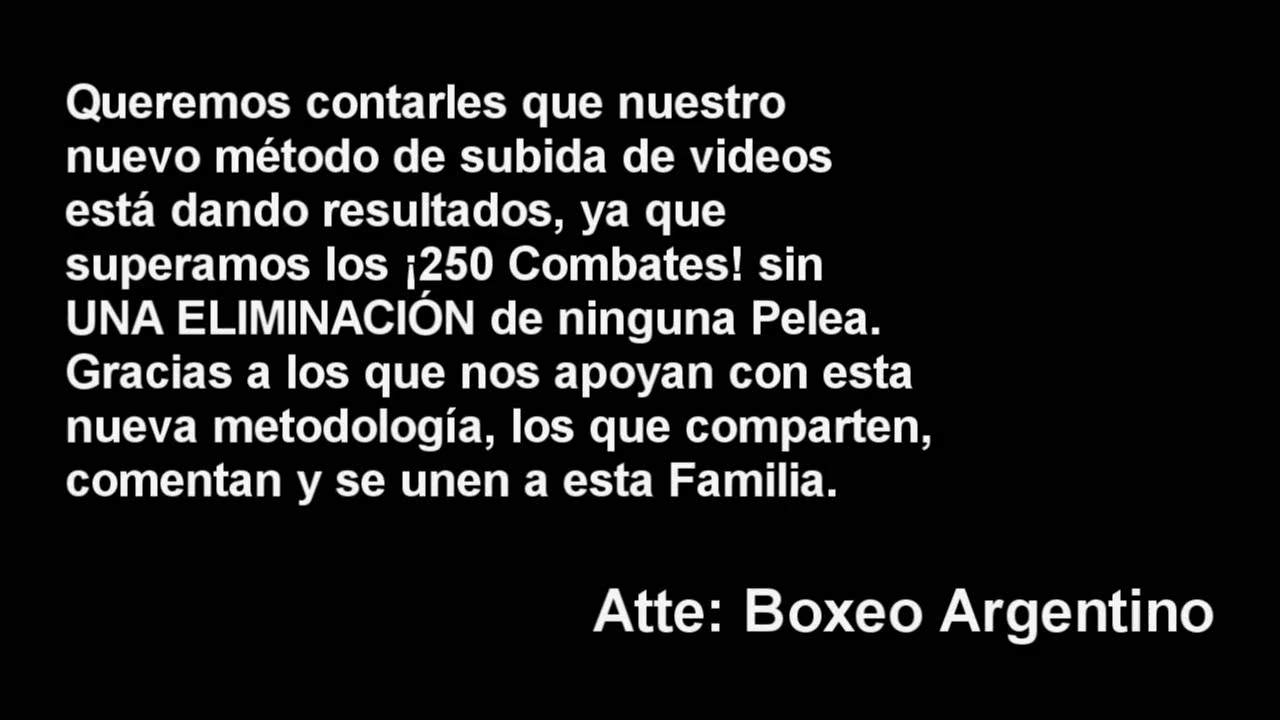 Queremos contarles que nuestro
nuevo método de subida de videos
está dando resultados, ya que
superamos los ¡250 Combates! sin
UNA ELIMINACIÓN de ninguna Pelea.
Gracias a los que nos apoyan con esta
nueva metodología, los que comparten,
comentan y se unen a esta Familia.
Atte: Boxeo Argentino